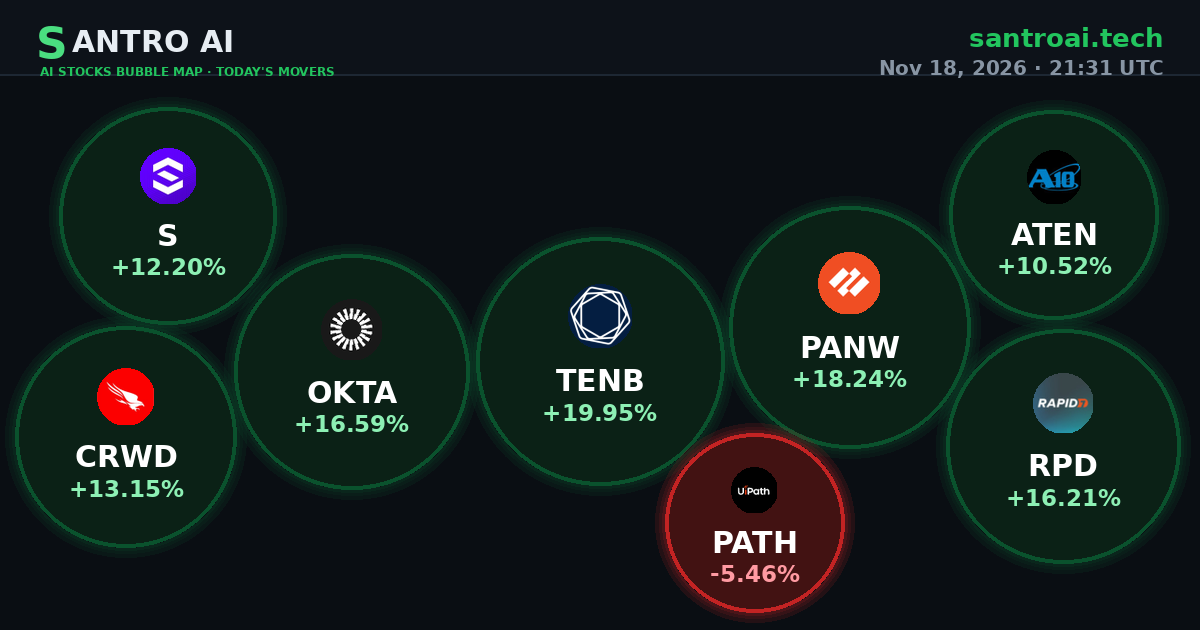 S ANTRO AI
AI STOCKS BUBBLE MAP · TODAY'S MOVERS
santroai.tech
Nov 18, 2026 · 21:31 UTC
S
+12.20%
CRWD
+13.15%
OKTA
+16.59%
TENB
+19.95%
PANW
+18.24%
UiPath
PATH
-5.46%
A10
ATEN
+10.52%
RAPID7
RPD
+16.21%